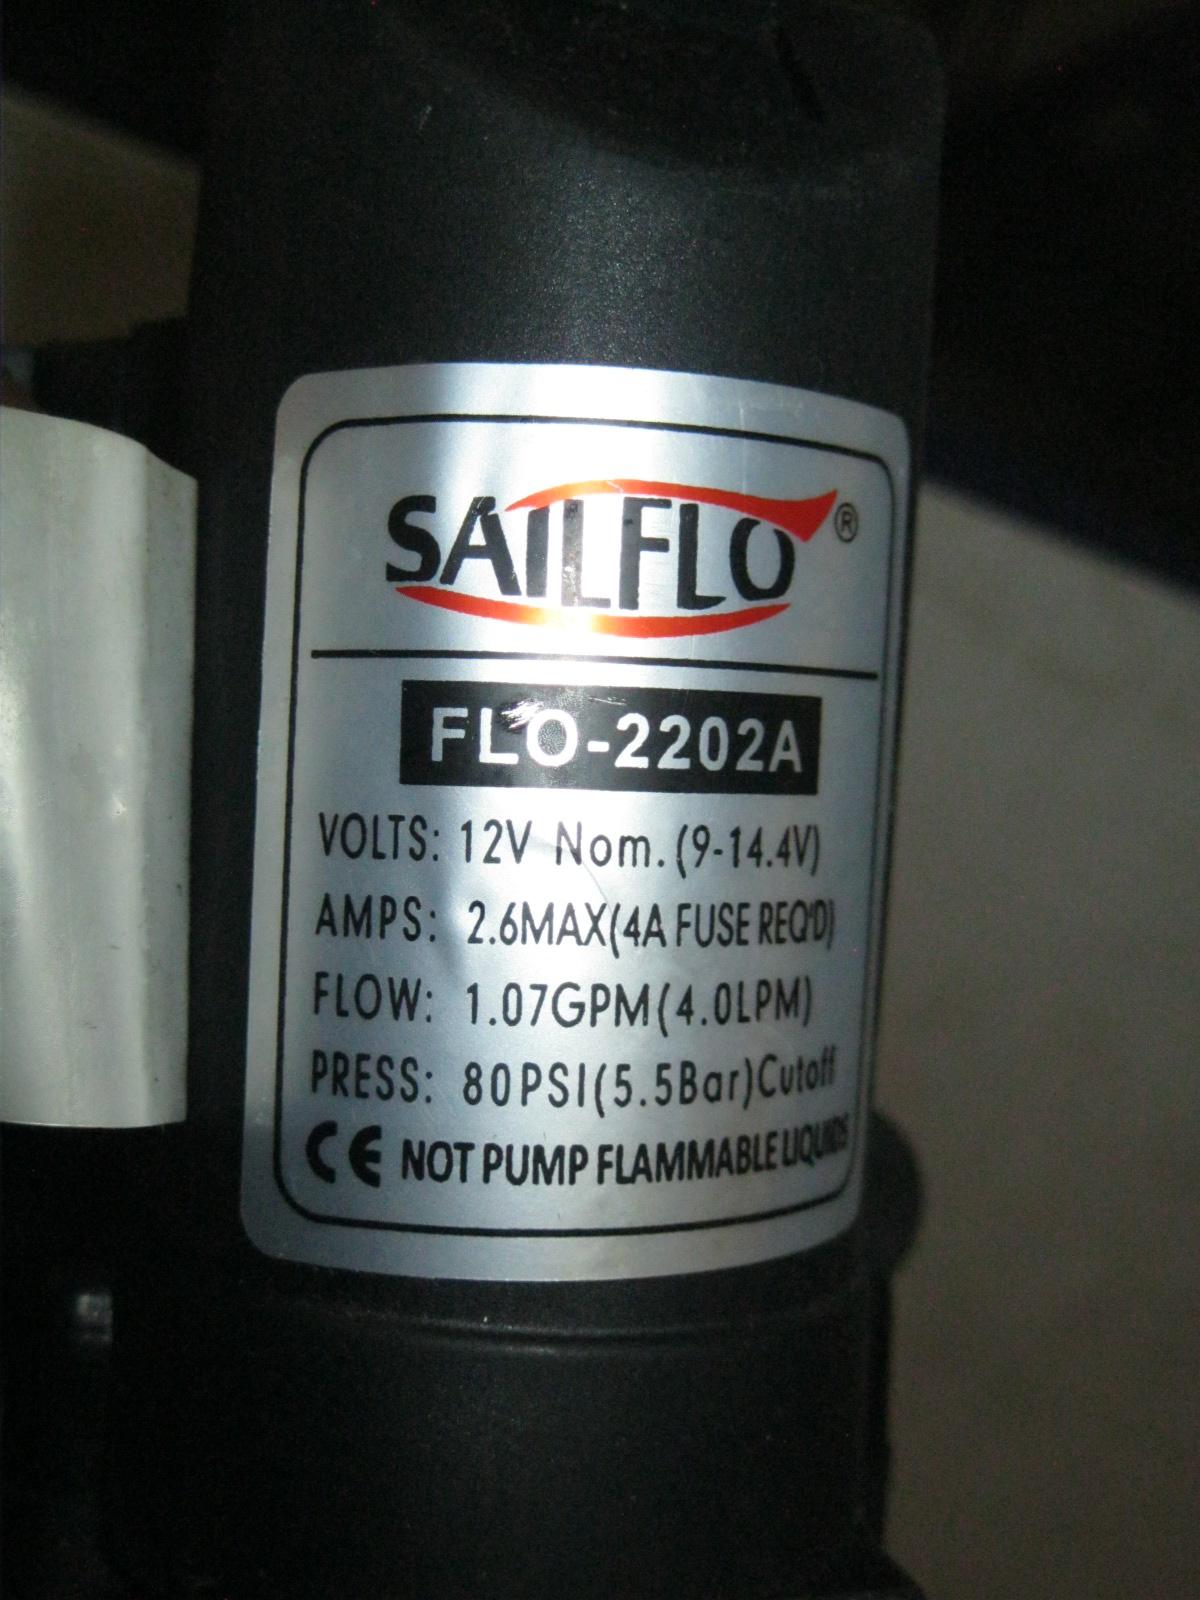 SAILFLO®
FLO-2202A
VOLTS: 12V Nom.(9-14.4V)
AMPS: 2.6MAX(4A FUSE REQ'D)
FLOW: 1.07GPM(4.0LPM)
PRESS: 80PSI(5.5Bar)Cutoff
CE NOT PUMP FLAMMABLE LIQUIDS